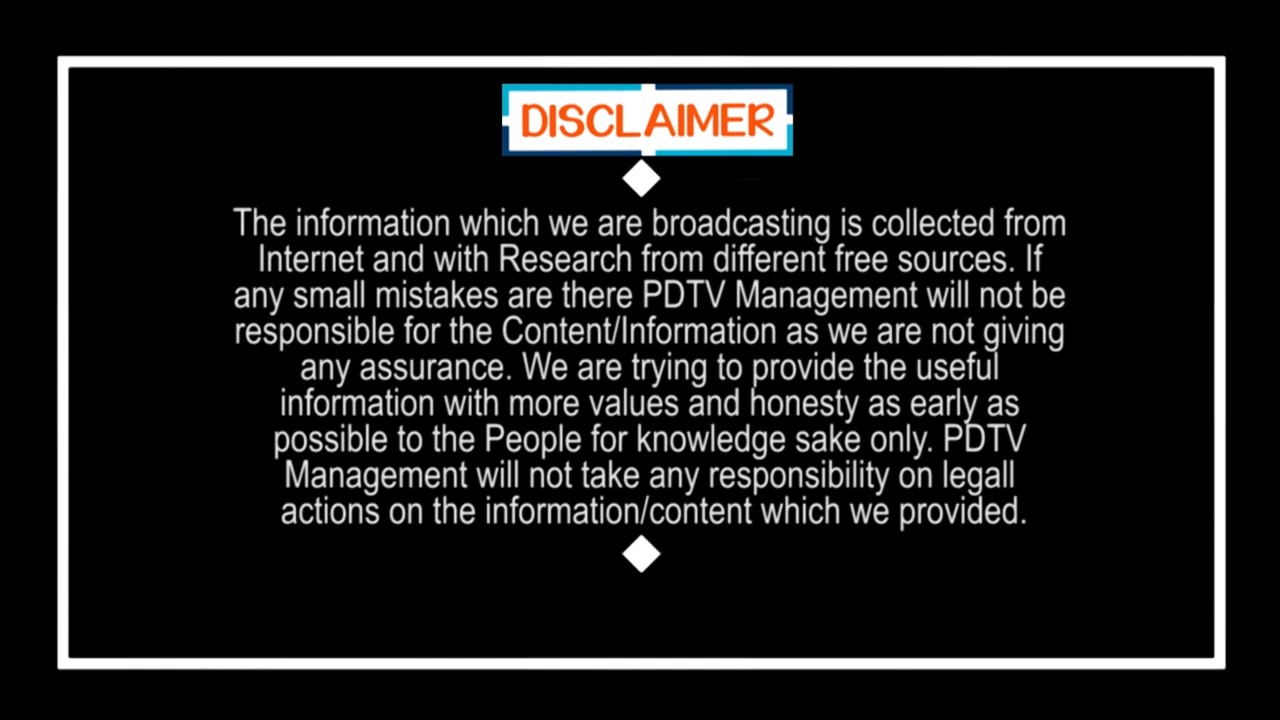 DISCLAIMER
The information which we are broadcasting is collected from
Internet and with Research from different free sources. If
any small mistakes are there PDTV Management will not be
responsible for the Content/Information as we are not giving
any assurance. We are trying to provide the useful
information with more values and honesty as early as
possible to the People for knowledge sake only. PDTV
Management will not take any responsibility on legall
actions on the information/content which we provided.